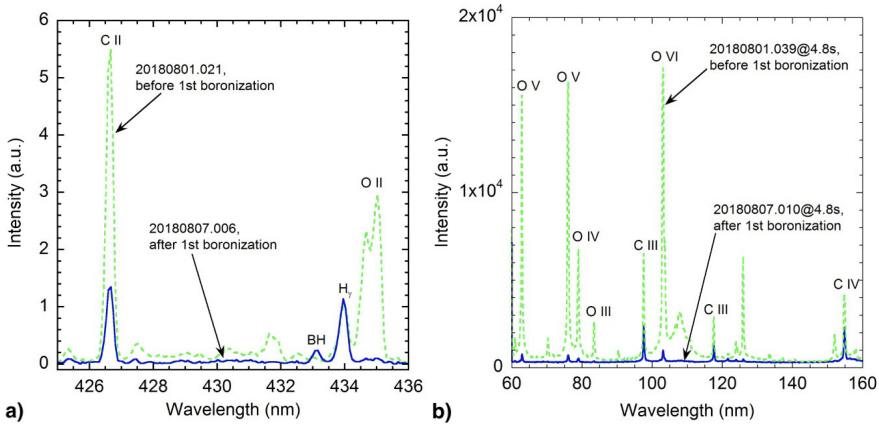 C II
20180801.021,
before 1st boronization
O II
20180807.006,
after 1st boronization
BH
Hγ
6
5
4
3
2
1
0
Intensity (a.u.)
426 428 430 432 434 436
Wavelength (nm)
a)
2x10⁴
1x10⁴
0
Intensity (a.u.)
O VI
20180801.039@4.8s,
before 1st boronization
O V
O V
20180807.010@4.8s,
after 1st boronization
O IV
C III
O III
C III
C IV
60 80 100 120 140 160
Wavelength (nm)
b)